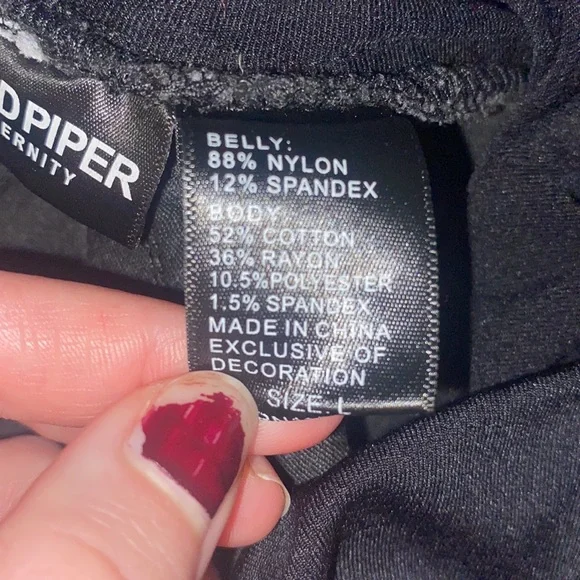 D PIPER
ERNITY
BELLY:
88% NYLON
12% SPANDEX
BODY:
52% COTTON
36% RAYON
10.5%POLYESTER
1.5% SPANDEX
MADE IN CHINA
EXCLUSIVE OF
DECORATION
SIZE: L